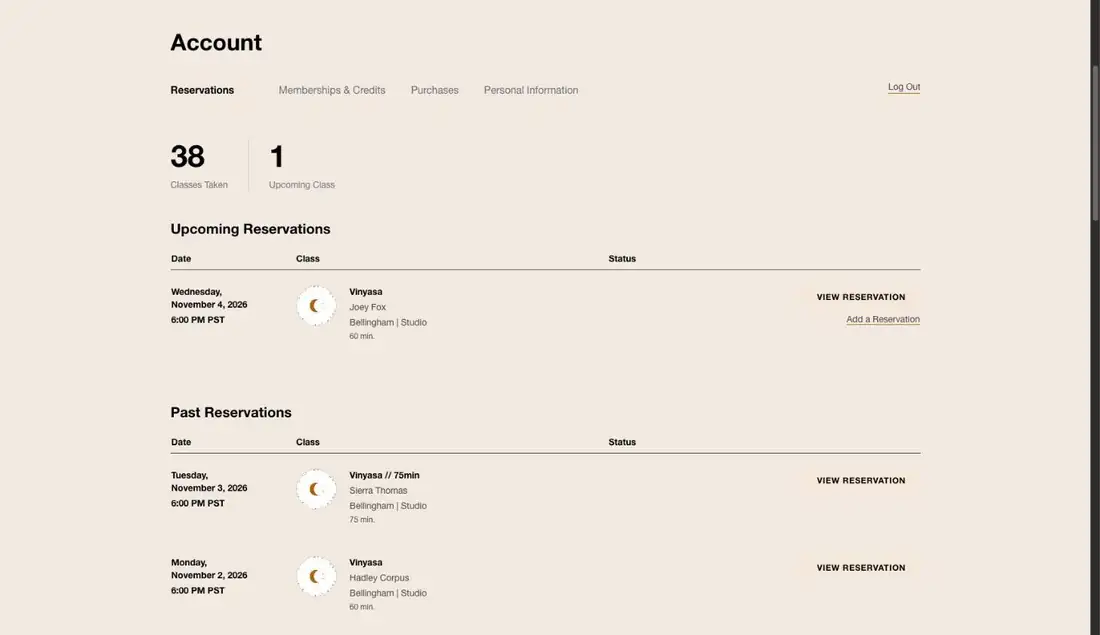 Account
Reservations Memberships & Credits Purchases Personal Information Log Out
38 1
Classes Taken Upcoming Class
Upcoming Reservations
Date Class Status
Wednesday,
November 4, 2026
6:00 PM PST
Vinyasa
Joey Fox
Bellingham | Studio
60 min.
VIEW RESERVATION
Add a Reservation
Past Reservations
Date Class Status
Tuesday,
November 3, 2026
6:00 PM PST
Vinyasa // 75min
Sierra Thomas
Bellingham | Studio
75 min.
VIEW RESERVATION
Monday,
November 2, 2026
6:00 PM PST
Vinyasa
Hadley Corpus
Bellingham | Studio
60 min.
VIEW RESERVATION